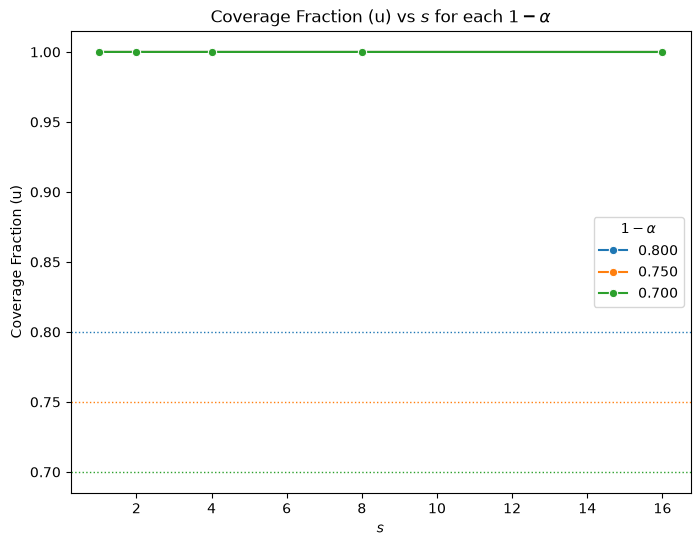 Coverage Fraction (u) vs s for each 1 − α
1.00
0.95
0.90
0.85
0.80
0.75
0.70
Coverage Fraction (u)
1 − α
0.800
0.750
0.700
2 4 6 8 10 12 14 16
s